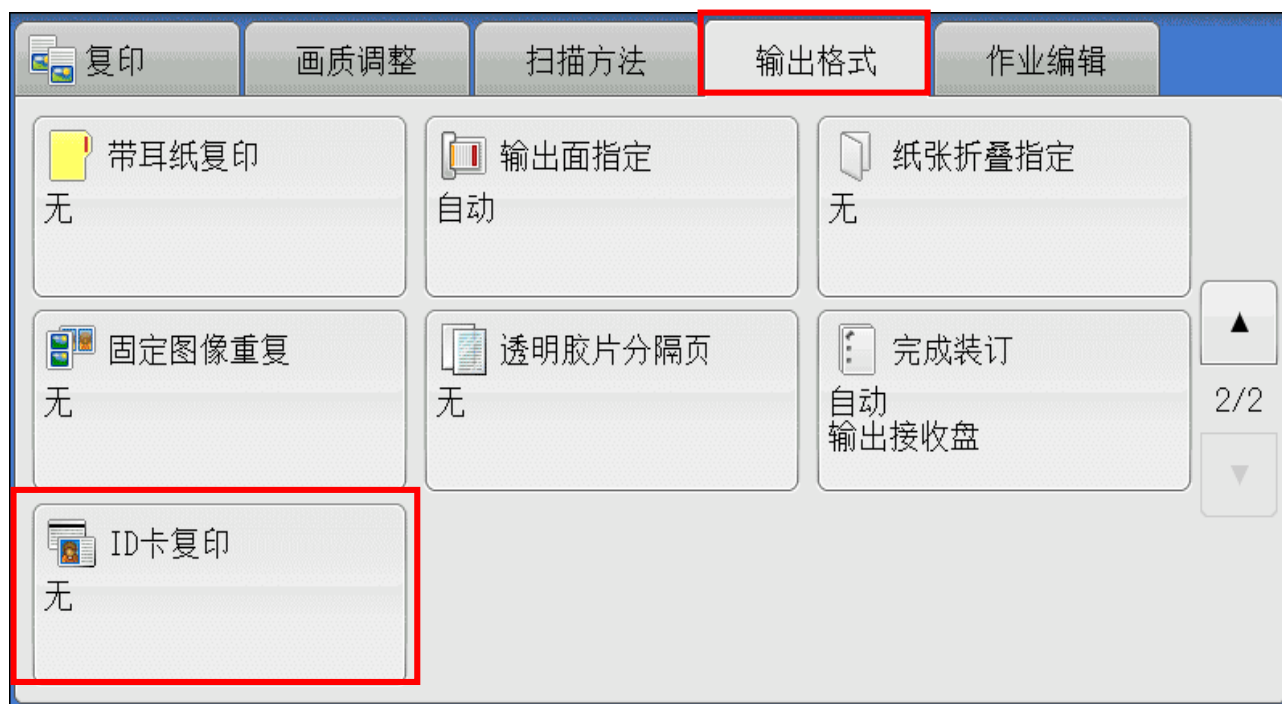 复印
画质调整
扫描方法
输出格式
作业编辑
带耳纸复印
无
输出面指定
自动
纸张折叠指定
无
固定图像重复
无
透明胶片分隔页
无
完成装订
自动
输出接收盘
▲
2/2
▼
ID卡复印
无